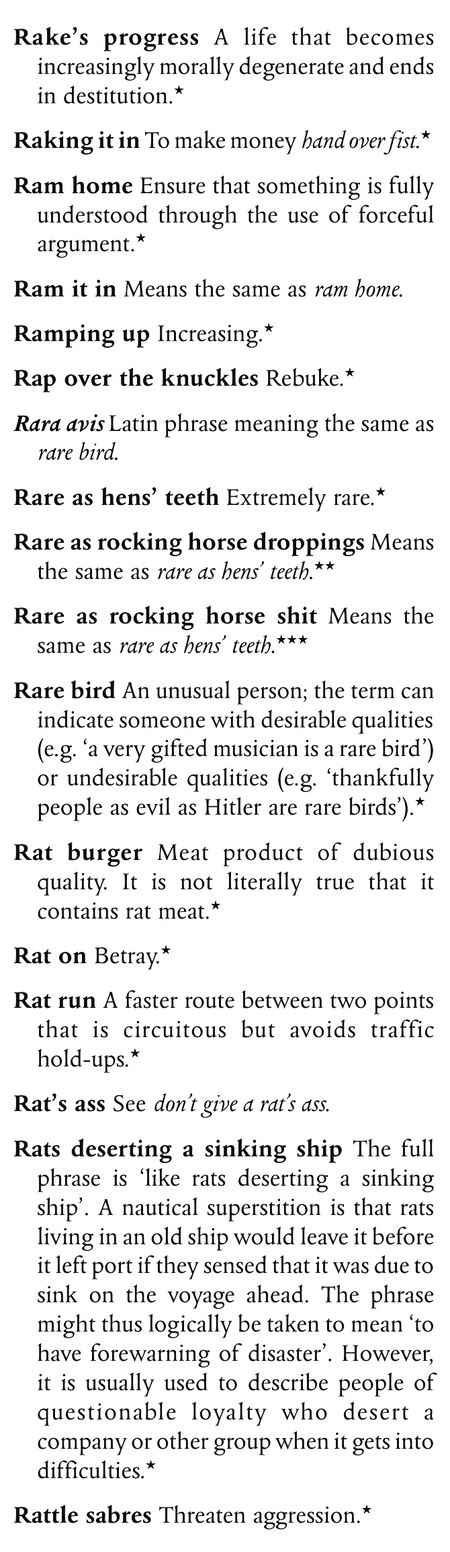 Rake’s progress A life that becomes
increasingly morally degenerate and ends
in destitution.★
Raking it in To make money hand over fist.★
Ram home Ensure that something is fully
understood through the use of forceful
argument.★
Ram it in Means the same as ram home.
Ramping up Increasing.★
Rap over the knuckles Rebuke.★
Rara avis Latin phrase meaning the same as
rare bird.
Rare as hens’ teeth Extremely rare.★
Rare as rocking horse droppings Means
the same as rare as hens’ teeth.★★
Rare as rocking horse shit Means the
same as rare as hens’ teeth.★★★
Rare bird An unusual person; the term can
indicate someone with desirable qualities
(e.g. ‘a very gifted musician is a rare bird’)
or undesirable qualities (e.g. ‘thankfully
people as evil as Hitler are rare birds’).★
Rat burger Meat product of dubious
quality. It is not literally true that it
contains rat meat.★
Rat on Betray.★
Rat run A faster route between two points
that is circuitous but avoids traffic
hold-ups.★
Rat’s ass See don’t give a rat’s ass.
Rats deserting a sinking ship The full
phrase is ‘like rats deserting a sinking
ship’. A nautical superstition is that rats
living in an old ship would leave it before
it left port if they sensed that it was due to
sink on the voyage ahead. The phrase
might thus logically be taken to mean ‘to
have forewarning of disaster’. However,
it is usually used to describe people of
questionable loyalty who desert a
company or other group when it gets into
difficulties.★
Rattle sabres Threaten aggression.★